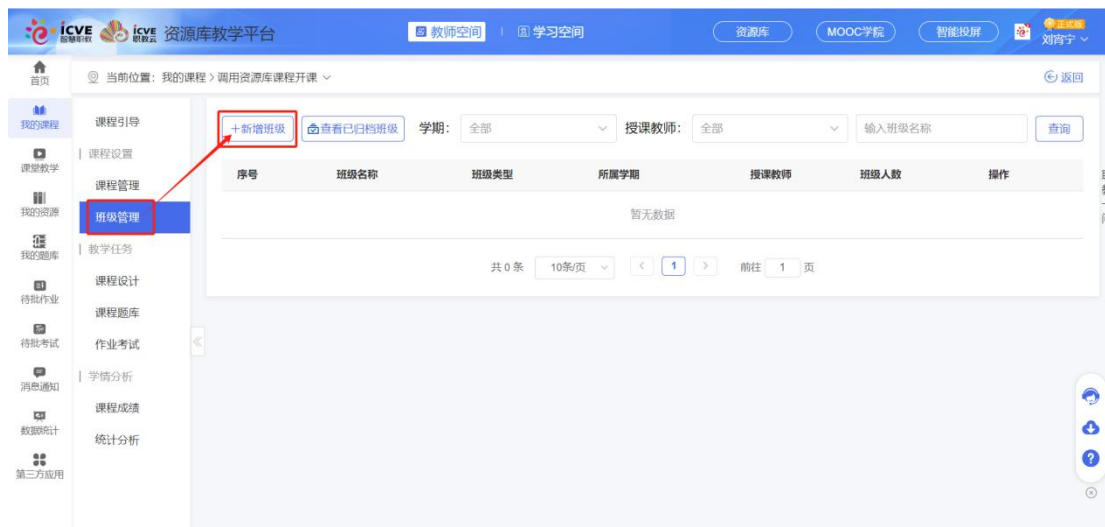 icve 智慧职教 icve 职教云 资源库教学平台 教师空间 学习空间 资源库 MOOC学院 智能投屏 正式版 刘宵宁
首页
当前位置：我的课程 > 调用资源库课程开课
返回
我的课程
课堂教学
我的资源
我的题库
待批作业
待批考试
消息通知
数据统计
第三方应用
课程引导
课程设置
课程管理
班级管理
教学任务
课程设计
课程题库
作业考试
学情分析
课程成绩
统计分析
+新增班级 查看已归档班级 学期： 全部 授课教师： 全部 输入班级名称 查询
序号 班级名称 班级类型 所属学期 授课教师 班级人数 操作
暂无数据
共 0 条 10条/页 < 1 > 前往 1 页